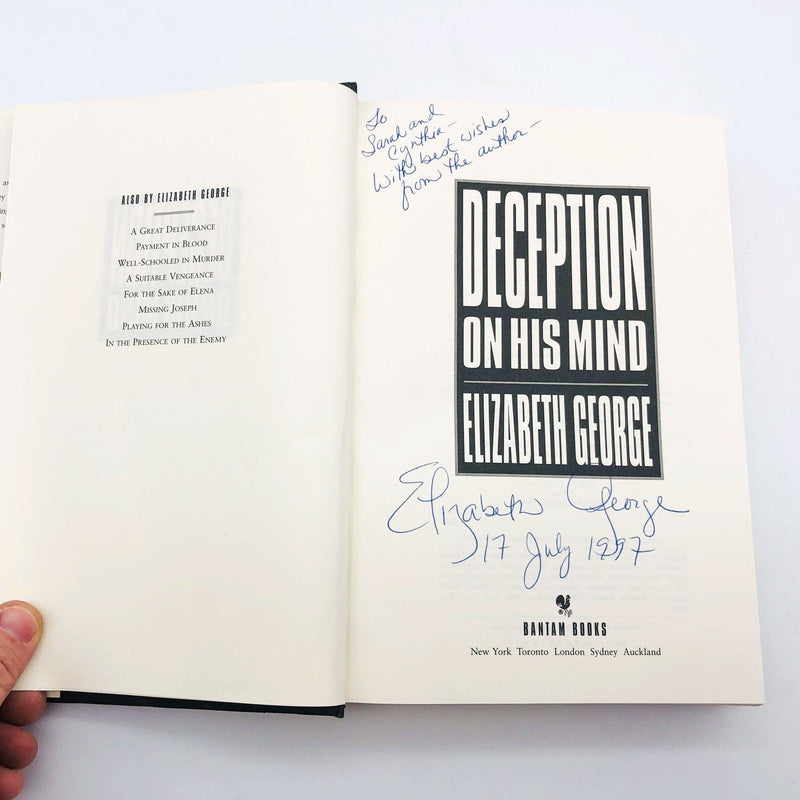 ALSO BY ELIZABETH GEORGE
A GREAT DELIVERANCE
PAYMENT IN BLOOD
WELL-SCHOOLED IN MURDER
A SUITABLE VENGEANCE
FOR THE SAKE OF ELENA
MISSING JOSEPH
PLAYING FOR THE ASHES
IN THE PRESENCE OF THE ENEMY
To
Sarah and
Cynthia –
With best wishes
from the author –
DECEPTION
ON HIS MIND
ELIZABETH GEORGE
Elizabeth George
17 July 1997
BANTAM BOOKS
New York Toronto London Sydney Auckland